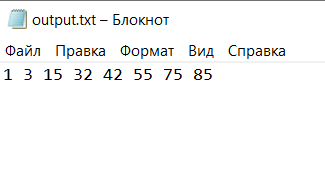 output.txt – Блокнот
Файл Правка Формат Вид Справка
1 3 15 32 42 55 75 85